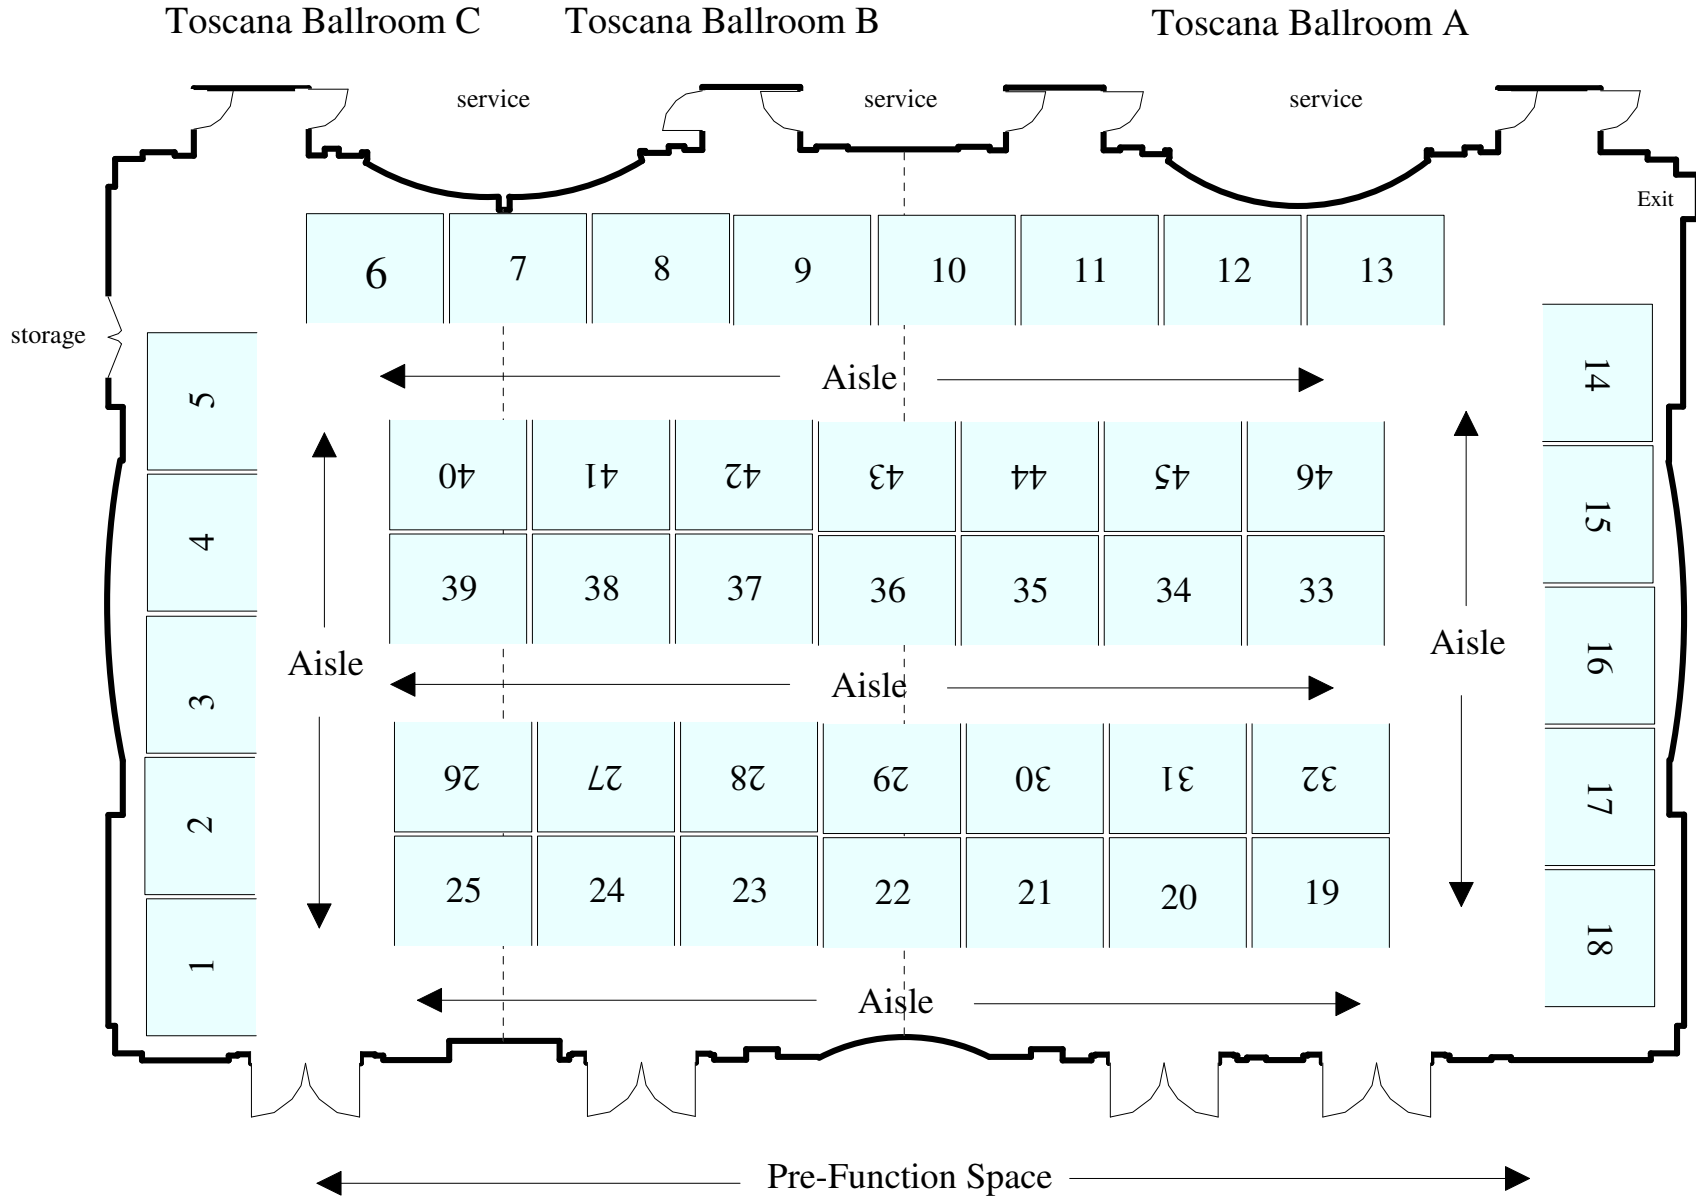 Toscana Ballroom C Toscana Ballroom B Toscana Ballroom A
service service service
Exit
6 7 8 9 10 11 12 13
storage
5 14
Aisle
40 41 42 43 44 45 46
4 15
39 38 37 36 35 34 33
Aisle Aisle
3 16
Aisle
26 27 28 29 30 31 32
2 17
25 24 23 22 21 20 19
1 18
Aisle
Pre-Function Space